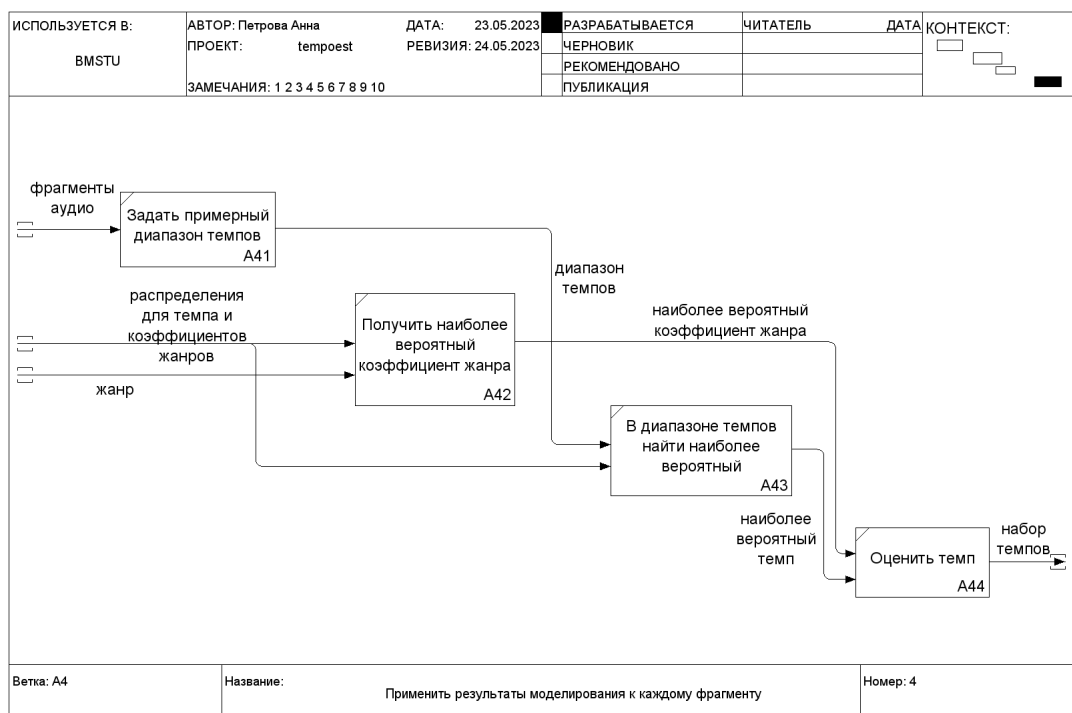 ИСПОЛЬЗУЕТСЯ В:
BMSTU
АВТОР: Петрова Анна
ДАТА: 23.05.2023
ПРОЕКТ: tempoest
РЕВИЗИЯ: 24.05.2023
ЗАМЕЧАНИЯ: 1 2 3 4 5 6 7 8 9 10
РАЗРАБАТЫВАЕТСЯ
ЧЕРНОВИК
РЕКОМЕНДОВАНО
ПУБЛИКАЦИЯ
ЧИТАТЕЛЬ
ДАТА
КОНТЕКСТ:
фрагменты
аудио
Задать примерный
диапазон темпов
A41
диапазон
темпов
распределения
для темпа и
коэффициентов
жанров
жанр
Получить наиболее
вероятный
коэффициент жанра
A42
наиболее вероятный
коэффициент жанра
В диапазоне темпов
найти наиболее
вероятный
A43
наиболее
вероятный
темп
Оценить темп
A44
набор
темпов
Ветка: A4
Название:
Применить результаты моделирования к каждому фрагменту
Номер: 4